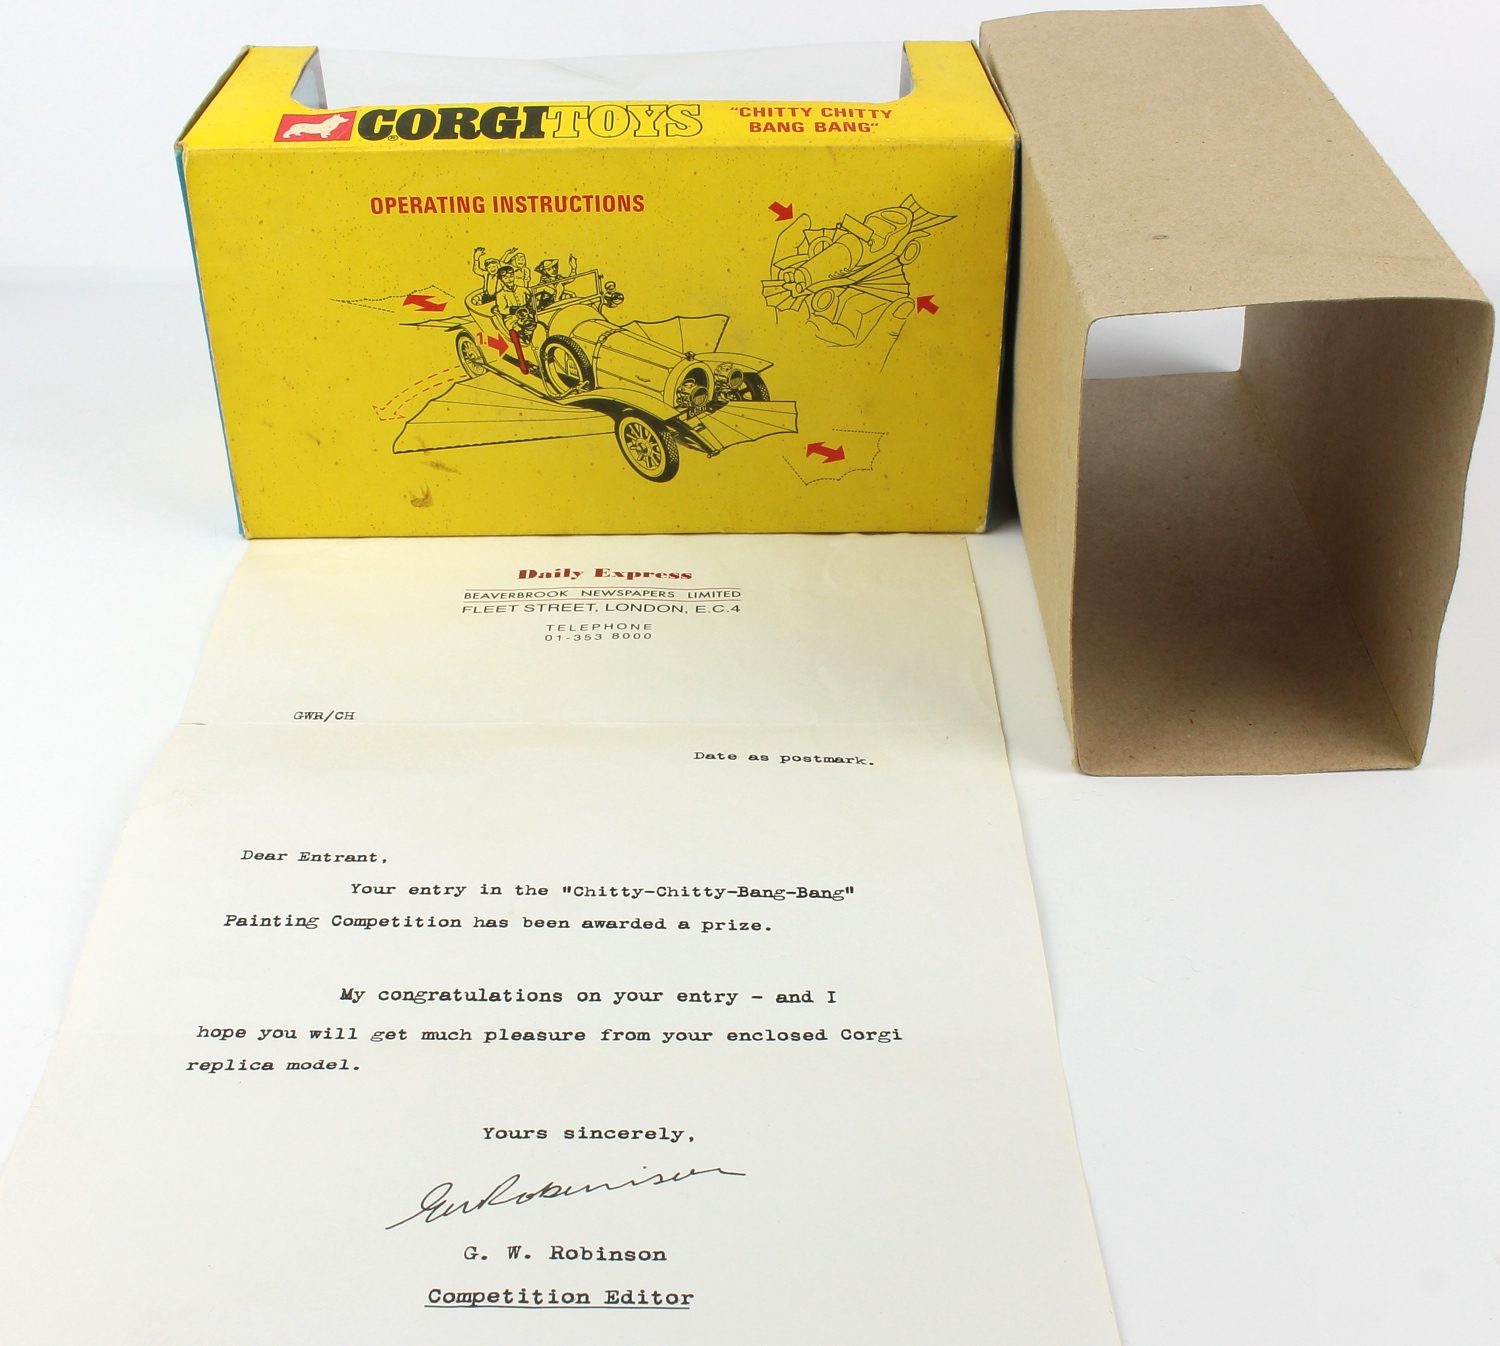 CORGI TOYS
®
"CHITTY CHITTY
BANG BANG"
OPERATING INSTRUCTIONS
1.
Daily Express
BEAVERBROOK NEWSPAPERS LIMITED
FLEET STREET, LONDON, E.C.4
TELEPHONE
01-353 8000
GWR/CH
Date as postmark.
Dear Entrant,
Your entry in the "Chitty-Chitty-Bang-Bang"
Painting Competition has been awarded a prize.
My congratulations on your entry - and I
hope you will get much pleasure from your enclosed Corgi
replica model.
Yours sincerely,
GW Robinson
G. W. Robinson
Competition Editor